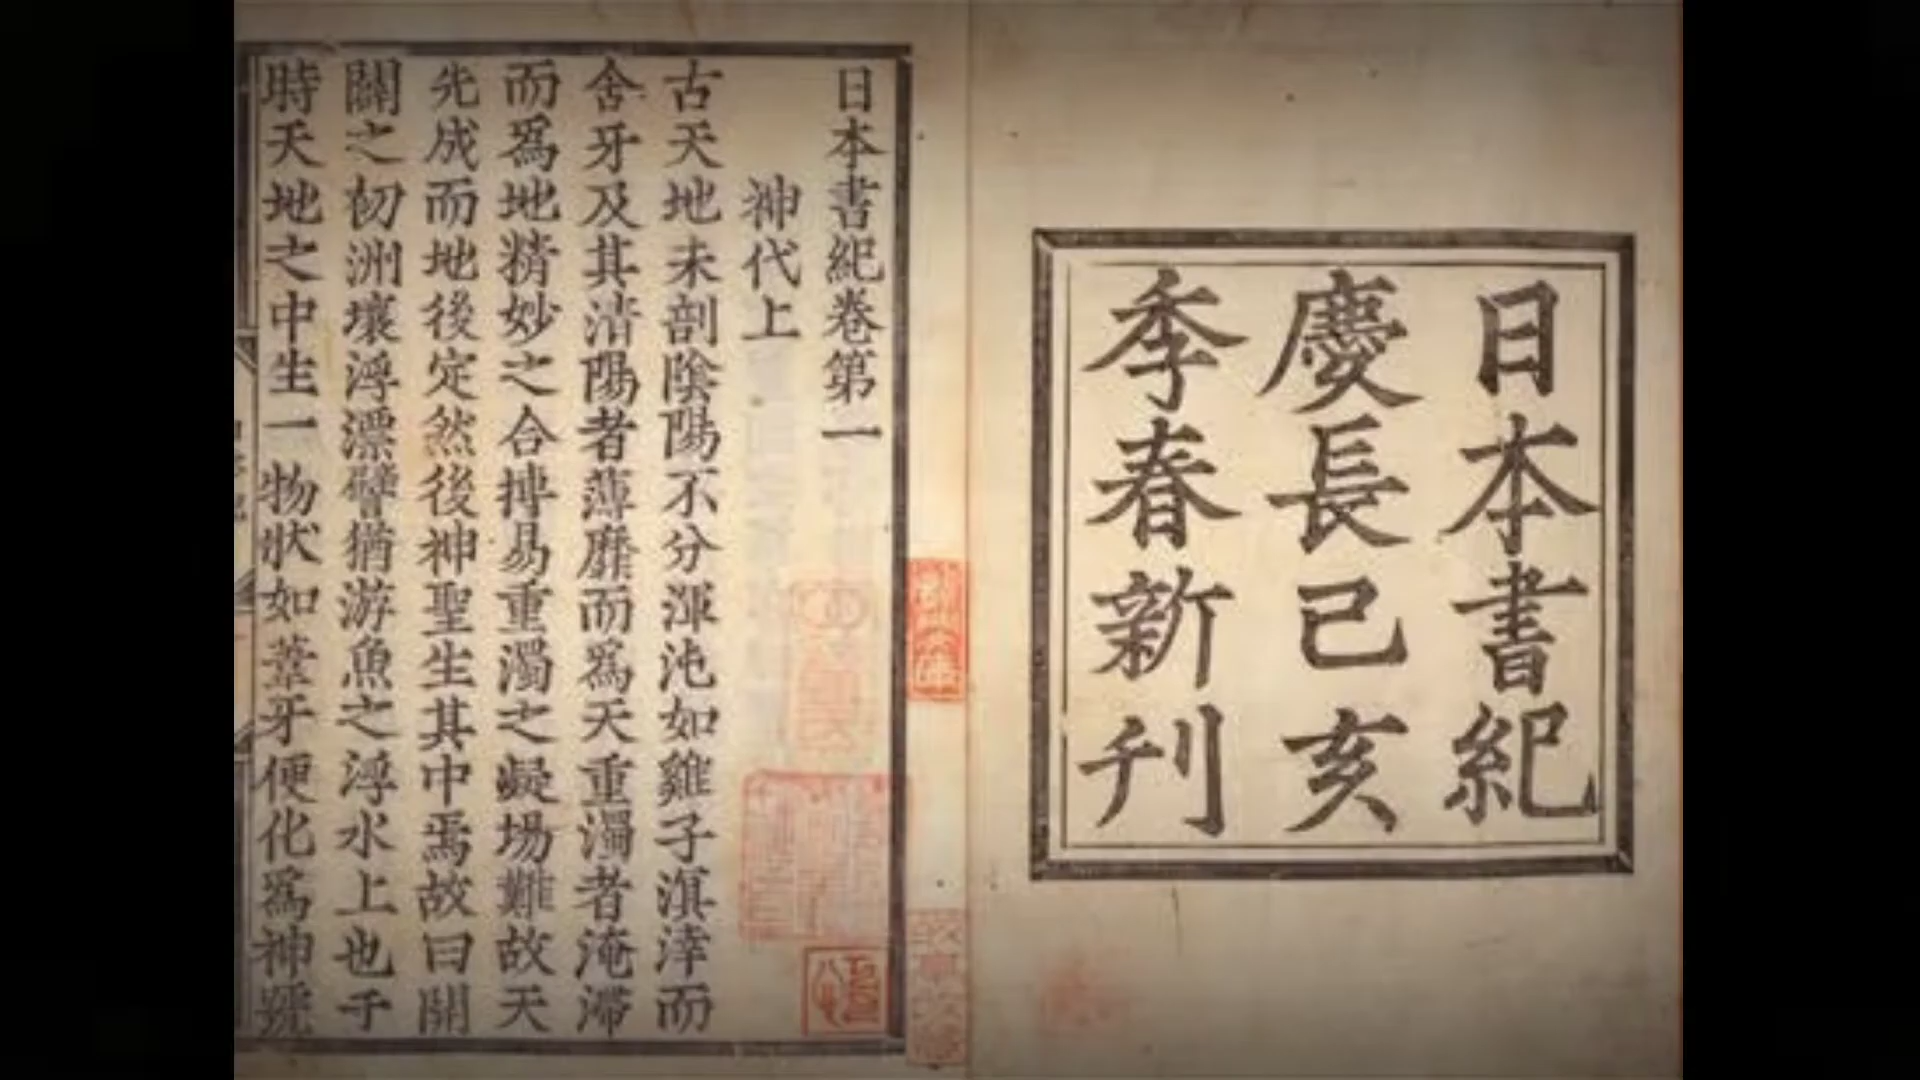 日本書紀
慶長己亥
季春新刊
日本書紀卷第一
神代上
古天地未剖陰陽不分渾沌如雞子溟涬而
舍牙及其清陽者薄靡而爲天重濁者淹滯
而爲地精妙之合摶易重濁之凝場難故天
先成而地後定然後神聖生其中焉故曰開
闢之初洲壤浮漂譬猶游魚之浮水上也于
時天地之中生一物狀如葦牙便化爲神號